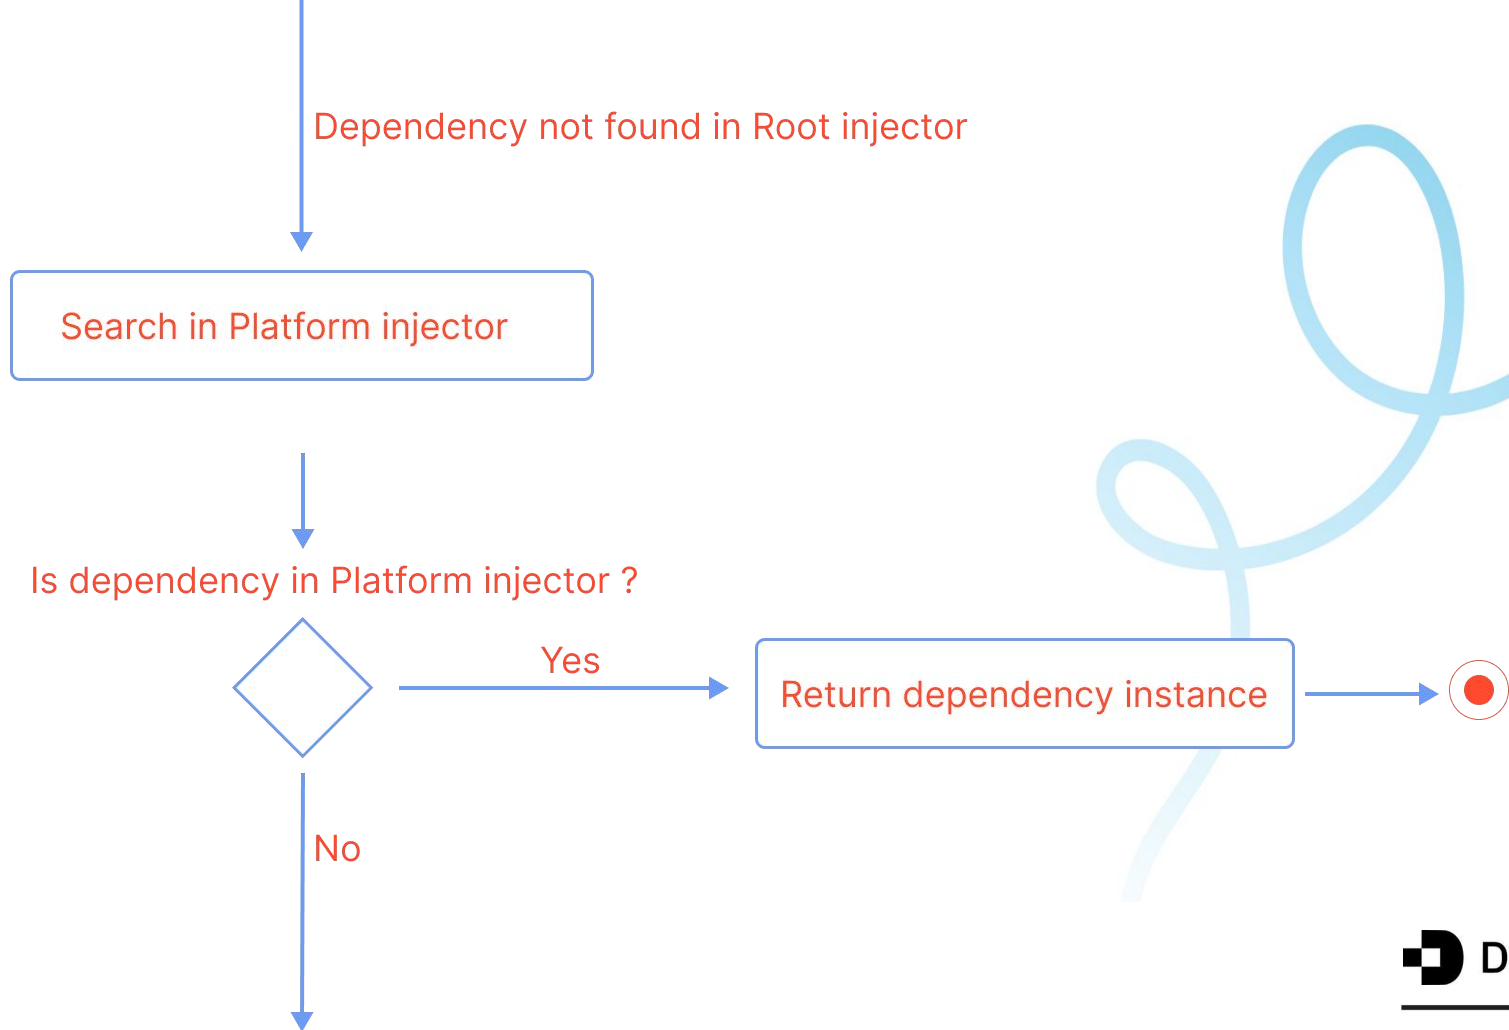 Dependency not found in Root injector
Search in Platform injector
Is dependency in Platform injector ?
Yes
Return dependency instance
No
D